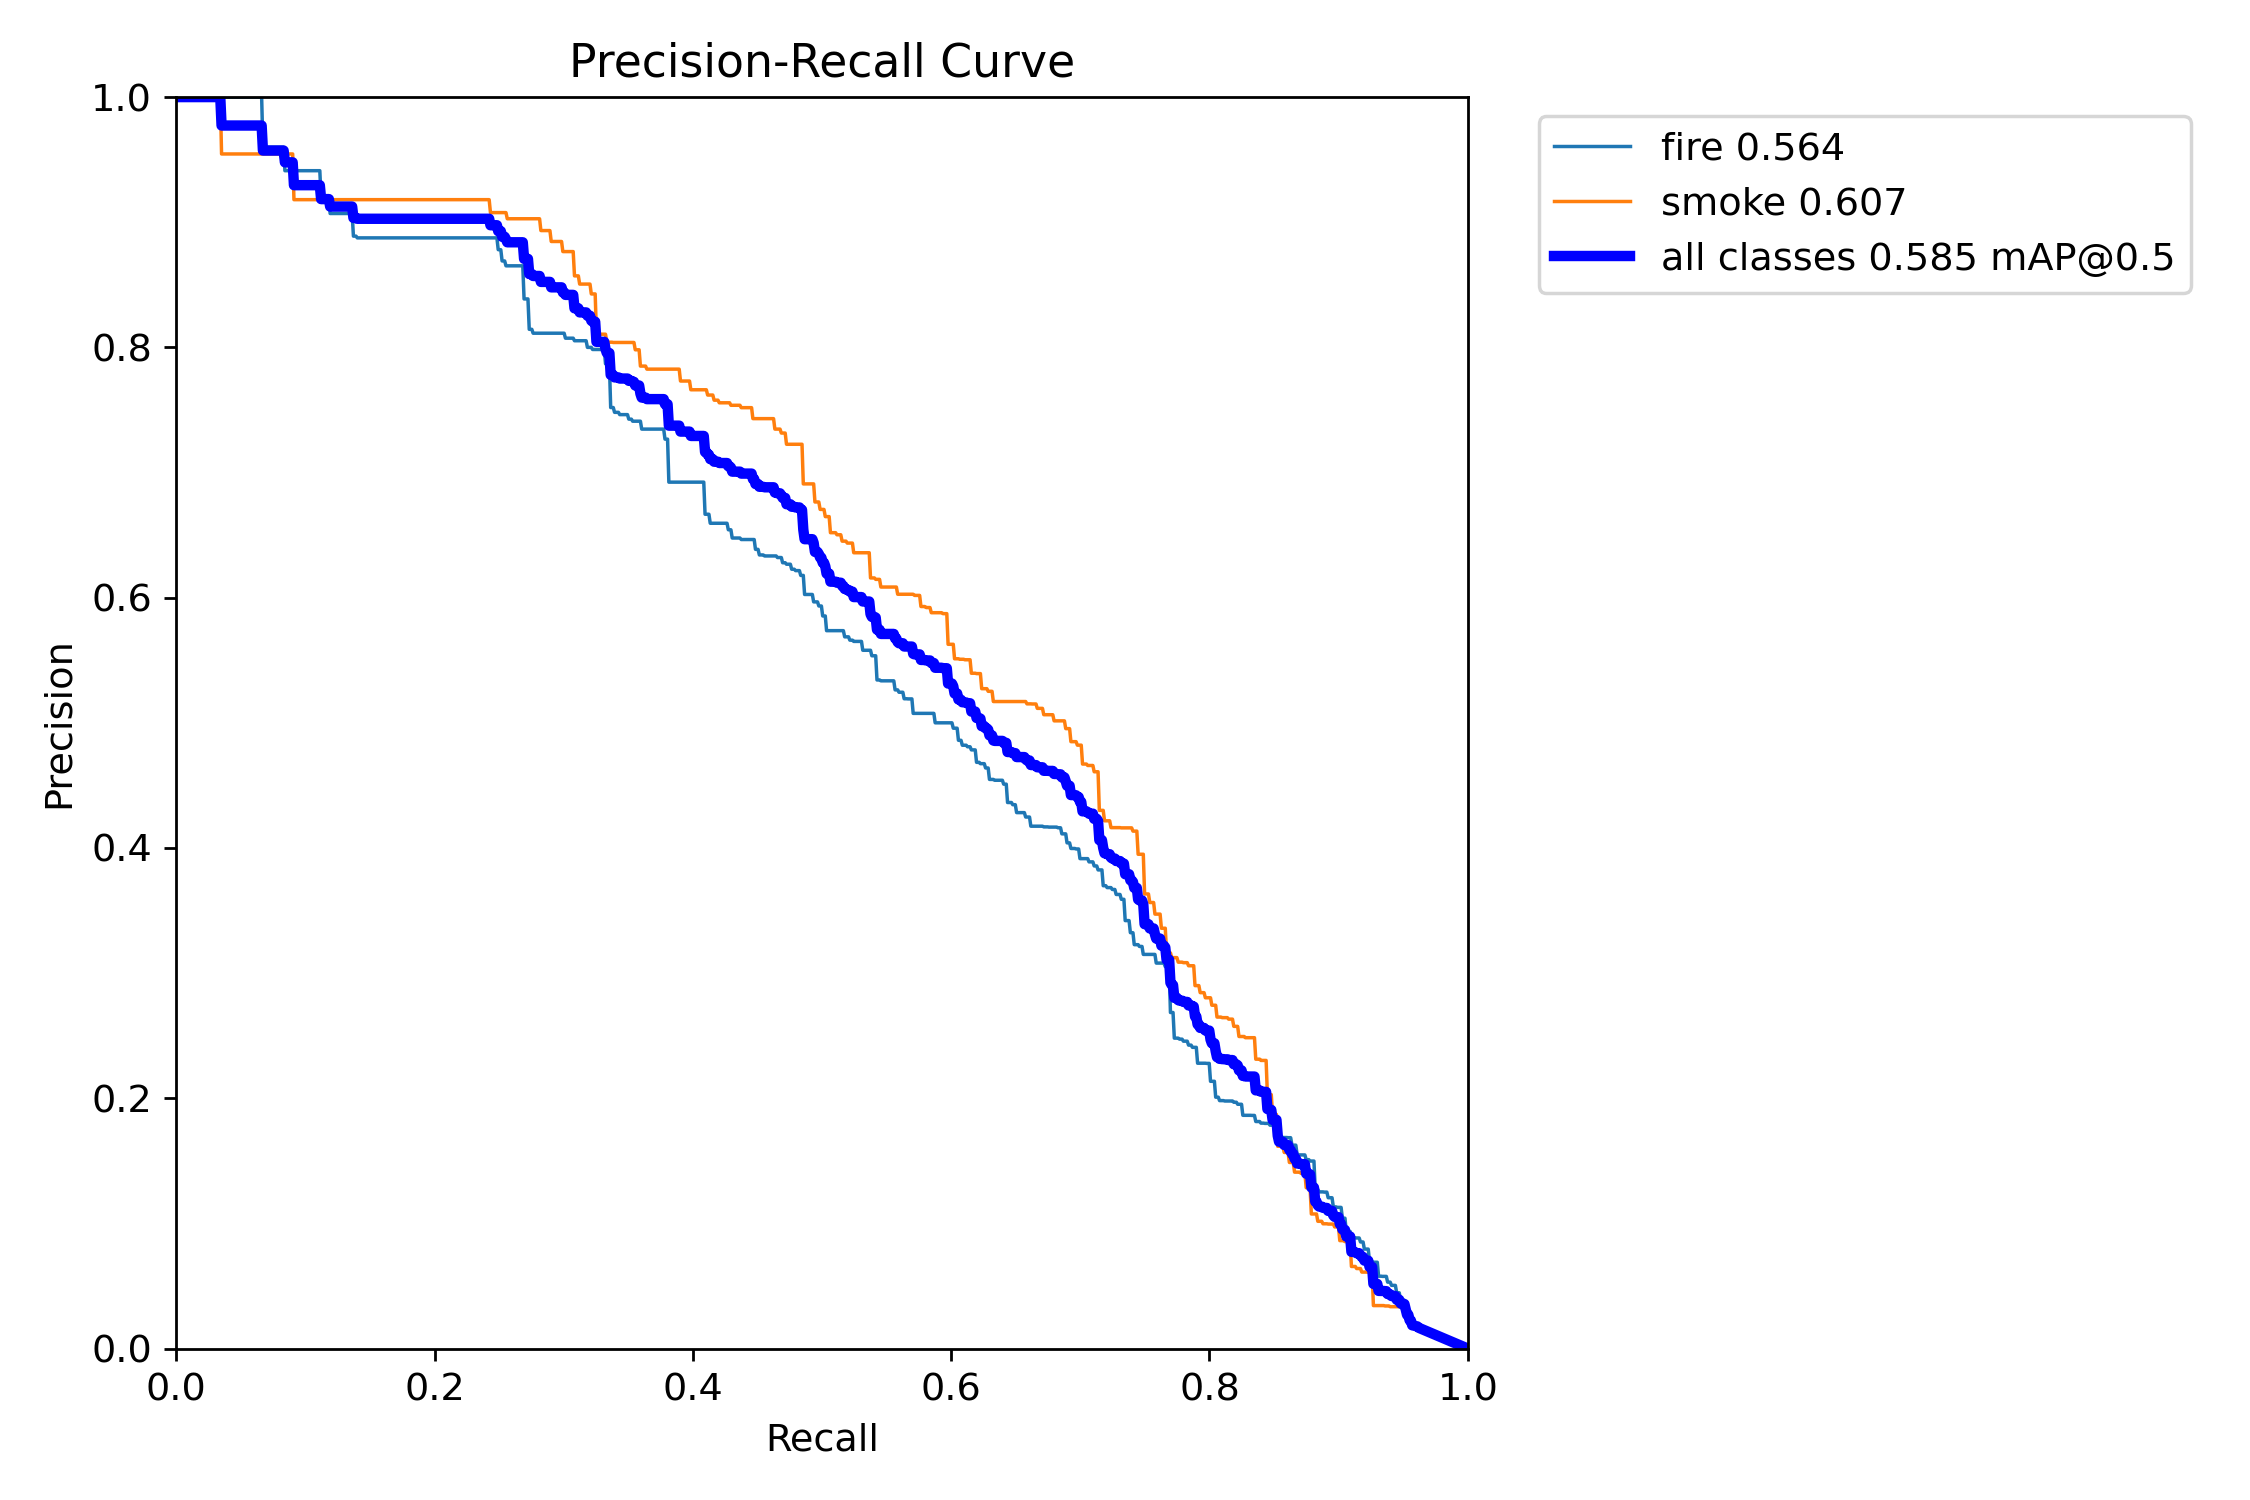 Precision-Recall Curve
1.0
0.8
0.6
0.4
0.2
0.0
Precision
0.0 0.2 0.4 0.6 0.8 1.0
Recall
fire 0.564
smoke 0.607
all classes 0.585 mAP@0.5